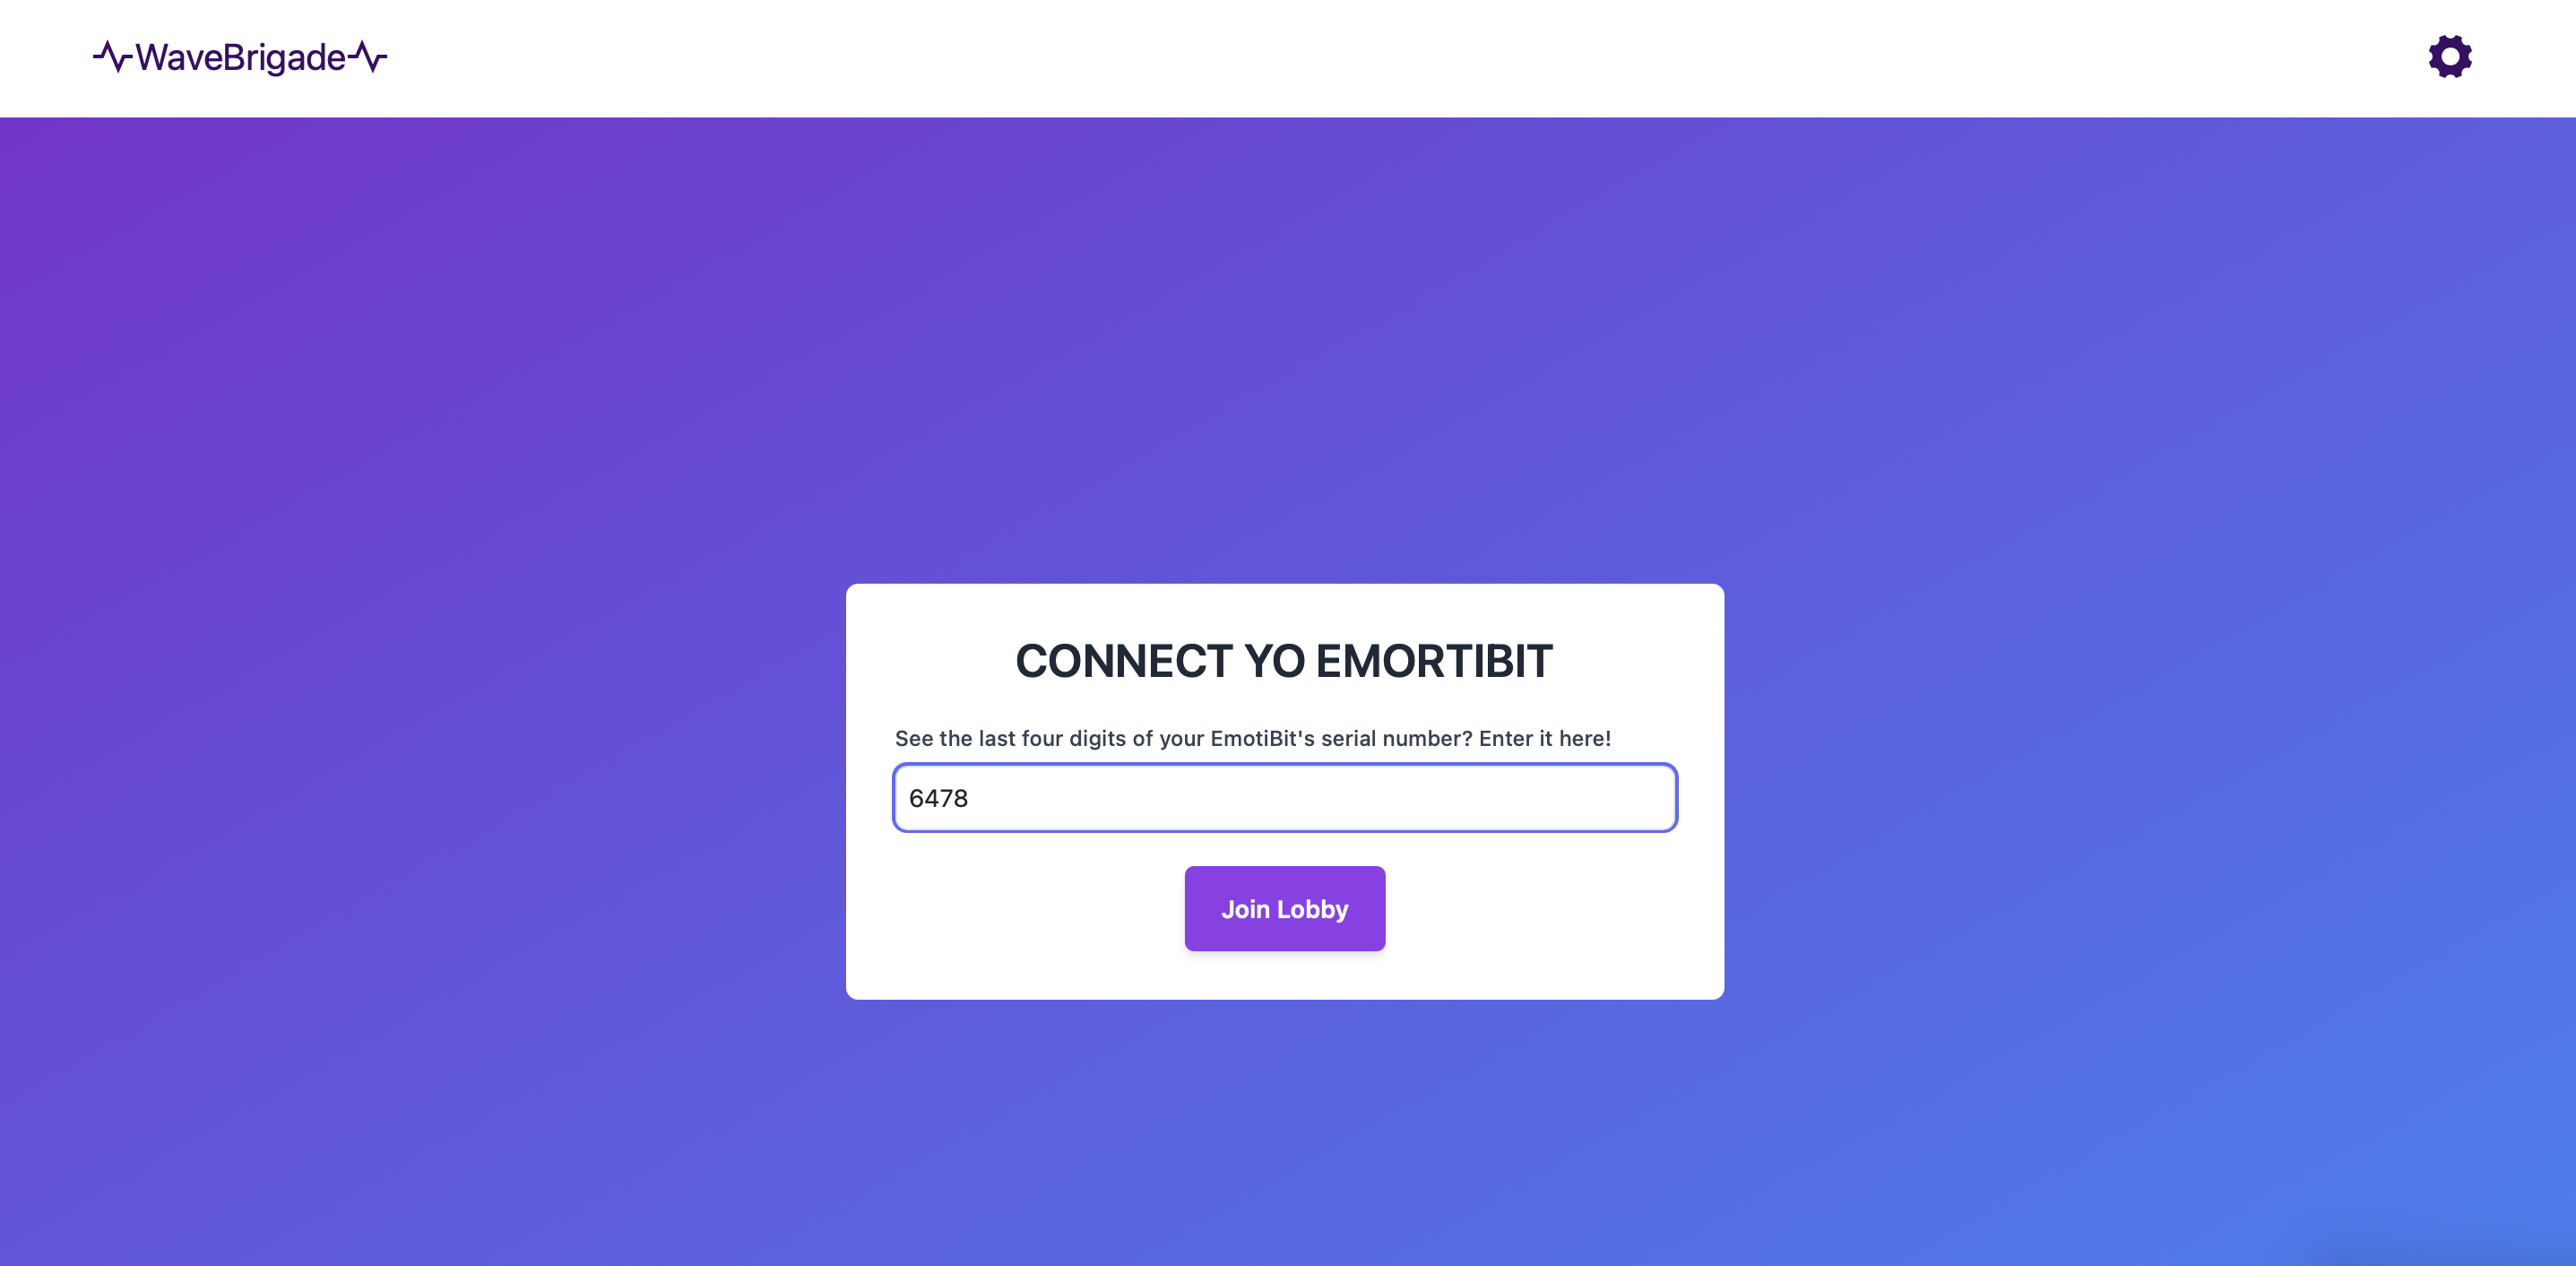 WaveBrigade
CONNECT YO EMORTIBIT
See the last four digits of your EmotiBit's serial number? Enter it here!
6478
Join Lobby